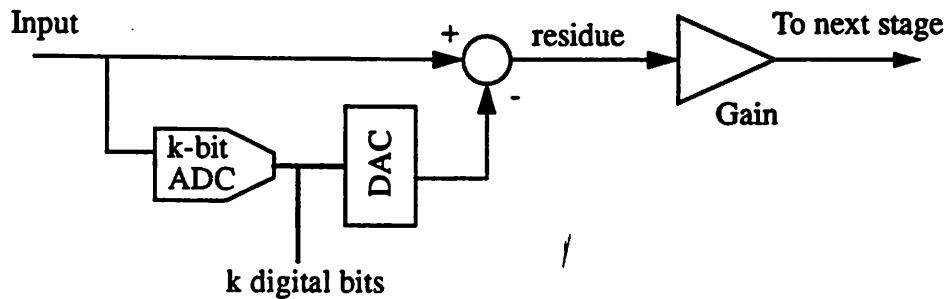 Input
+
residue
To next stage
-
Gain
k-bit
ADC
DAC
k digital bits